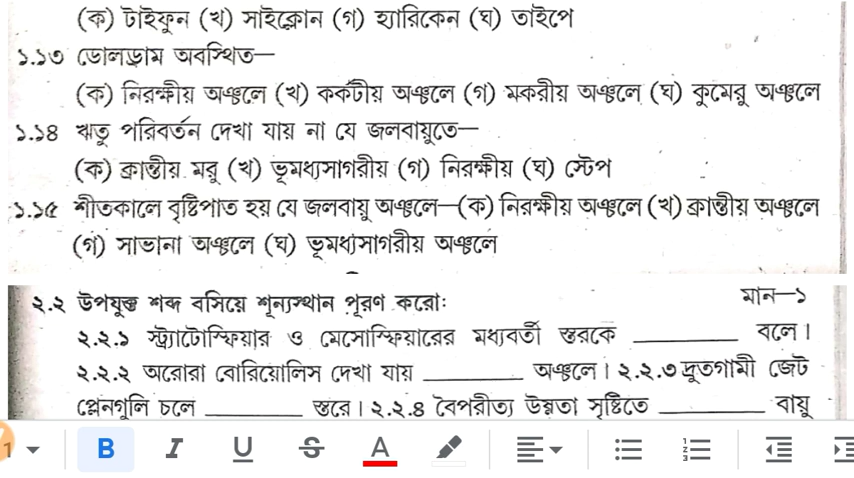 (ক) টাইফুন (খ) সাইক্লোন (গ) হ্যারিকেন (ঘ) তাইপে
১.১৩ ডোলড্রাম অবস্থিত—
(ক) নিরক্ষীয় অঞ্চলে (খ) কর্কটীয় অঞ্চলে (গ) মকরীয় অঞ্চলে (ঘ) কুমেরু অঞ্চলে
১.১৪ ঋতু পরিবর্তন দেখা যায় না যে জলবায়ুতে—
(ক) ক্রান্তীয় মরু (খ) ভূমধ্যসাগরীয় (গ) নিরক্ষীয় (ঘ) স্টেপ
১.১৫ শীতকালে বৃষ্টিপাত হয় যে জলবায়ু অঞ্চলে—(ক) নিরক্ষীয় অঞ্চলে (খ) ক্রান্তীয় অঞ্চলে
(গ) সাভানা অঞ্চলে (ঘ) ভূমধ্যসাগরীয় অঞ্চলে
২.২ উপযুক্ত শব্দ বসিয়ে শূন্যস্থান পূরণ করো: মান—১
২.২.১ স্ট্র্যাটোস্ফিয়ার ও মেসোস্ফিয়ারের মধ্যবর্তী স্তরকে ________ বলে।
২.২.২ অরোরা বোরিয়োলিস দেখা যায় ________ অঞ্চলে। ২.২.৩ দ্রুতগামী জেট
প্লেনগুলি চলে ________ স্তরে। ২.২.৪ বৈপরীত্য উষ্ণতা সৃষ্টিতে ________ বায়ু
1 B I U S A